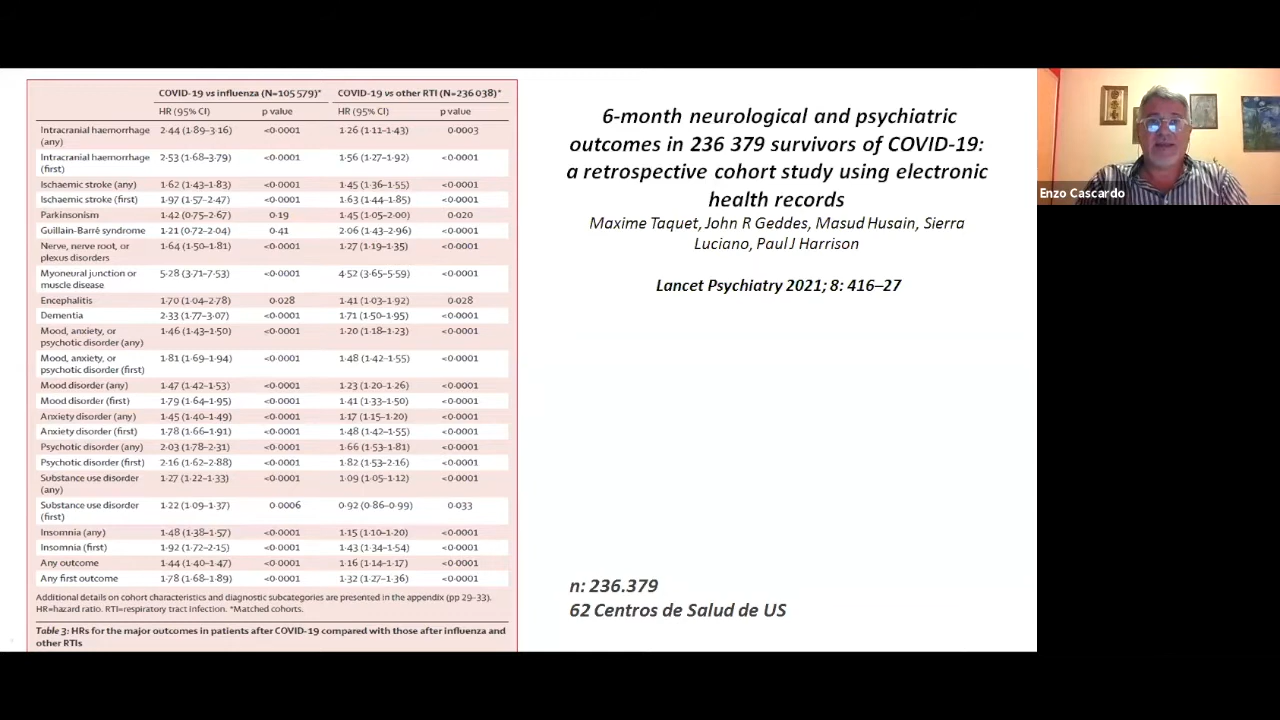 COVID-19 vs influenza (N=105 579)* COVID-19 vs other RTI (N=236 038)*
HR (95% CI) p value HR (95% CI) p value
Intracranial haemorrhage (any) 2·44 (1·89–3·16) <0·0001 1·26 (1·11–1·43) 0·0003
Intracranial haemorrhage (first) 2·53 (1·68–3·79) <0·0001 1·56 (1·27–1·92) <0·0001
Ischaemic stroke (any) 1·62 (1·43–1·83) <0·0001 1·45 (1·36–1·55) <0·0001
Ischaemic stroke (first) 1·97 (1·57–2·47) <0·0001 1·63 (1·44–1·85) <0·0001
Parkinsonism 1·42 (0·75–2·67) 0·19 1·45 (1·05–2·00) 0·020
Guillain-Barré syndrome 1·21 (0·72–2·04) 0·41 2·06 (1·43–2·96) <0·0001
Nerve, nerve root, or plexus disorders 1·64 (1·50–1·81) <0·0001 1·27 (1·19–1·35) <0·0001
Myoneural junction or muscle disease 5·28 (3·71–7·53) <0·0001 4·52 (3·65–5·59) <0·0001
Encephalitis 1·70 (1·04–2·78) 0·028 1·41 (1·03–1·92) 0·028
Dementia 2·33 (1·77–3·07) <0·0001 1·71 (1·50–1·95) <0·0001
Mood, anxiety, or psychotic disorder (any) 1·46 (1·43–1·50) <0·0001 1·20 (1·18–1·23) <0·0001
Mood, anxiety, or psychotic disorder (first) 1·81 (1·69–1·94) <0·0001 1·48 (1·42–1·55) <0·0001
Mood disorder (any) 1·47 (1·42–1·53) <0·0001 1·23 (1·20–1·26) <0·0001
Mood disorder (first) 1·79 (1·64–1·95) <0·0001 1·41 (1·33–1·50) <0·0001
Anxiety disorder (any) 1·45 (1·40–1·49) <0·0001 1·17 (1·15–1·20) <0·0001
Anxiety disorder (first) 1·78 (1·66–1·91) <0·0001 1·48 (1·42–1·55) <0·0001
Psychotic disorder (any) 2·03 (1·78–2·31) <0·0001 1·66 (1·53–1·81) <0·0001
Psychotic disorder (first) 2·16 (1·62–2·88) <0·0001 1·82 (1·53–2·16) <0·0001
Substance use disorder (any) 1·27 (1·22–1·33) <0·0001 1·09 (1·05–1·12) <0·0001
Substance use disorder (first) 1·22 (1·09–1·37) 0·0006 0·92 (0·86–0·99) 0·033
Insomnia (any) 1·48 (1·38–1·57) <0·0001 1·15 (1·10–1·20) <0·0001
Insomnia (first) 1·92 (1·72–2·15) <0·0001 1·43 (1·34–1·54) <0·0001
Any outcome 1·44 (1·40–1·47) <0·0001 1·16 (1·14–1·17) <0·0001
Any first outcome 1·78 (1·68–1·89) <0·0001 1·32 (1·27–1·36) <0·0001
Additional details on cohort characteristics and diagnostic subcategories are presented in the appendix (pp 29–33).
HR=hazard ratio. RTI=respiratory tract infection. *Matched cohorts.
Table 3: HRs for the major outcomes in patients after COVID-19 compared with those after influenza and
other RTIs
6-month neurological and psychiatric
outcomes in 236 379 survivors of COVID-19:
a retrospective cohort study using electronic
health records
Maxime Taquet, John R Geddes, Masud Husain, Sierra
Luciano, Paul J Harrison
Lancet Psychiatry 2021; 8: 416–27
n: 236.379
62 Centros de Salud de US
Enzo Cascardo